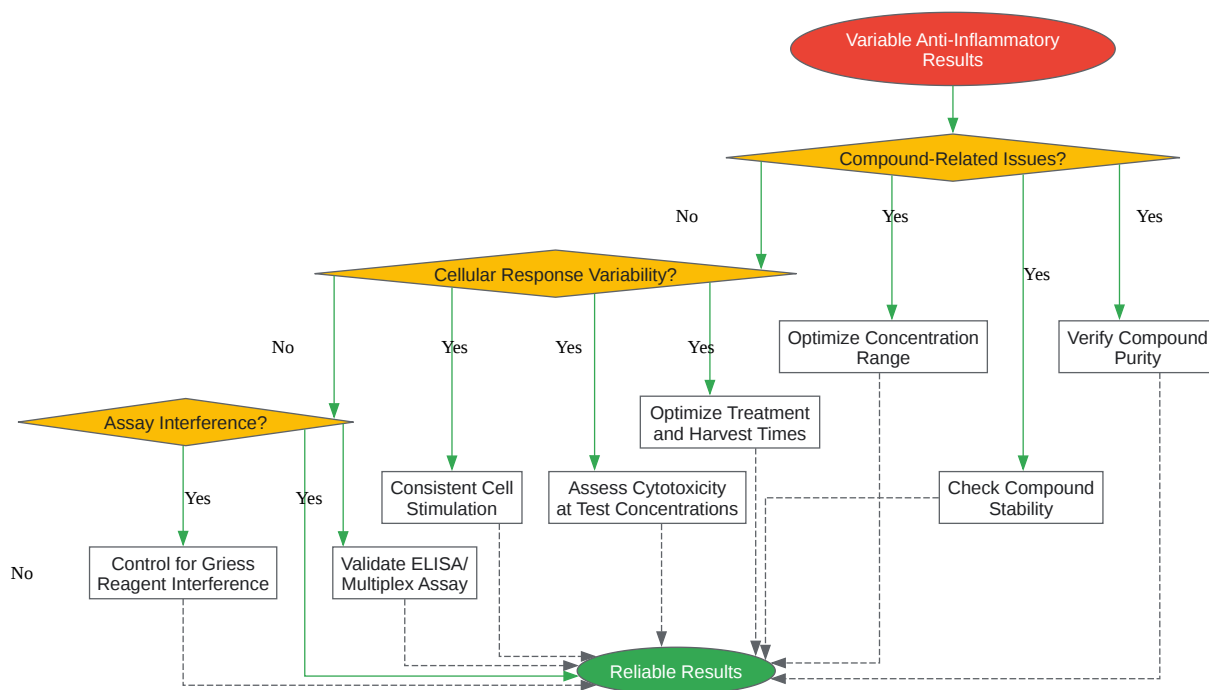 Variable Anti-Inflammatory
Results
Compound-Related Issues?
No
Yes
Yes
Yes
Cellular Response Variability?
Optimize Concentration
Range
Verify Compound
Purity
No
Yes
Yes
Yes
Assay Interference?
Optimize Treatment
and Harvest Times
Consistent Cell
Stimulation
Assess Cytotoxicity
at Test Concentrations
Check Compound
Stability
Yes
Yes
No
Control for Griess
Reagent Interference
Validate ELISA/
Multiplex Assay
Reliable Results